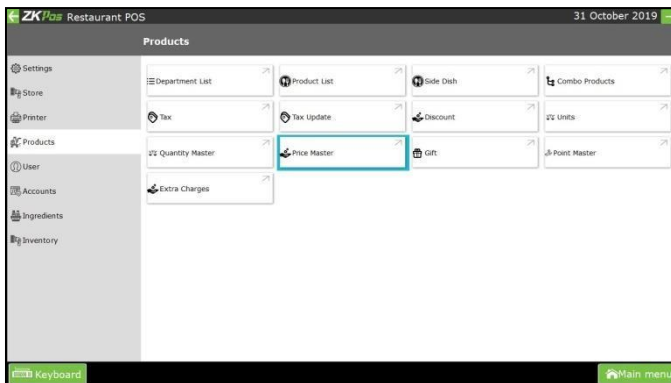 ZKPos Restaurant POS 31 October 2019
Products
Settings
Store
Printer
Products
User
Accounts
Ingredients
Inventory
Department List Product List Side Dish Combo Products
Tax Tax Update Discount Units
Quantity Master Price Master Gift Point Master
Extra Charges
Keyboard Main menu